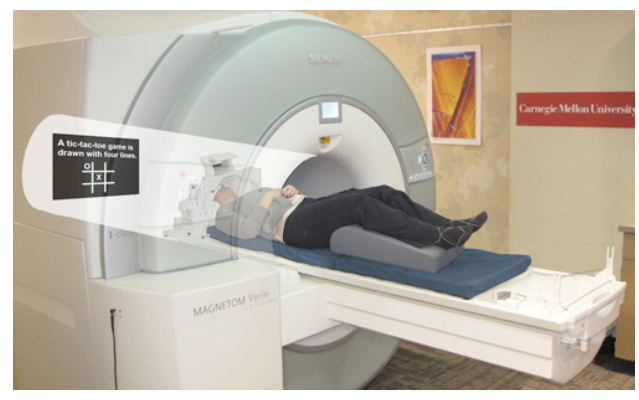 SIEMENS
Carnegie Mellon University
A tic-tac-toe game is
drawn with four lines.
O
X
MAGNETOM Verio